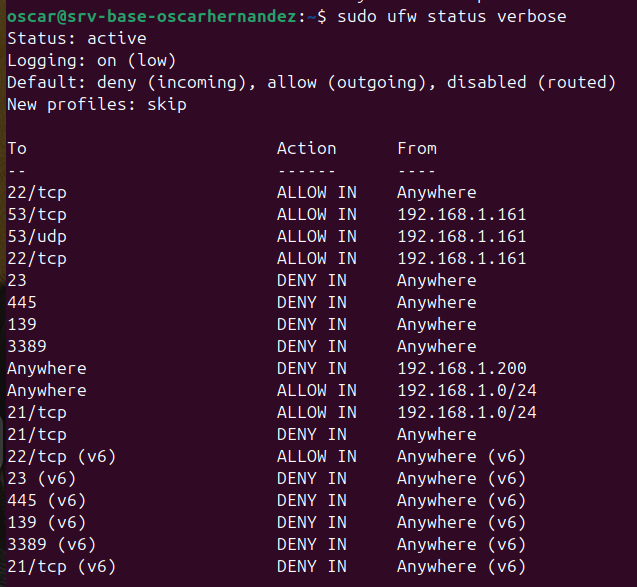 oscar@srv-base-oscarhernandez:~$ sudo ufw status verbose
Status: active
Logging: on (low)
Default: deny (incoming), allow (outgoing), disabled (routed)
New profiles: skip

To                         Action      From
--                         ------      ----
22/tcp                     ALLOW IN    Anywhere
53/tcp                     ALLOW IN    192.168.1.161
53/udp                     ALLOW IN    192.168.1.161
22/tcp                     ALLOW IN    192.168.1.161
23                         DENY IN     Anywhere
445                        DENY IN     Anywhere
139                        DENY IN     Anywhere
3389                       DENY IN     Anywhere
Anywhere                   DENY IN     192.168.1.200
Anywhere                   ALLOW IN    192.168.1.0/24
21/tcp                     ALLOW IN    192.168.1.0/24
21/tcp                     DENY IN     Anywhere
22/tcp (v6)                ALLOW IN    Anywhere (v6)
23 (v6)                    DENY IN     Anywhere (v6)
445 (v6)                   DENY IN     Anywhere (v6)
139 (v6)                   DENY IN     Anywhere (v6)
3389 (v6)                  DENY IN     Anywhere (v6)
21/tcp (v6)                DENY IN     Anywhere (v6)